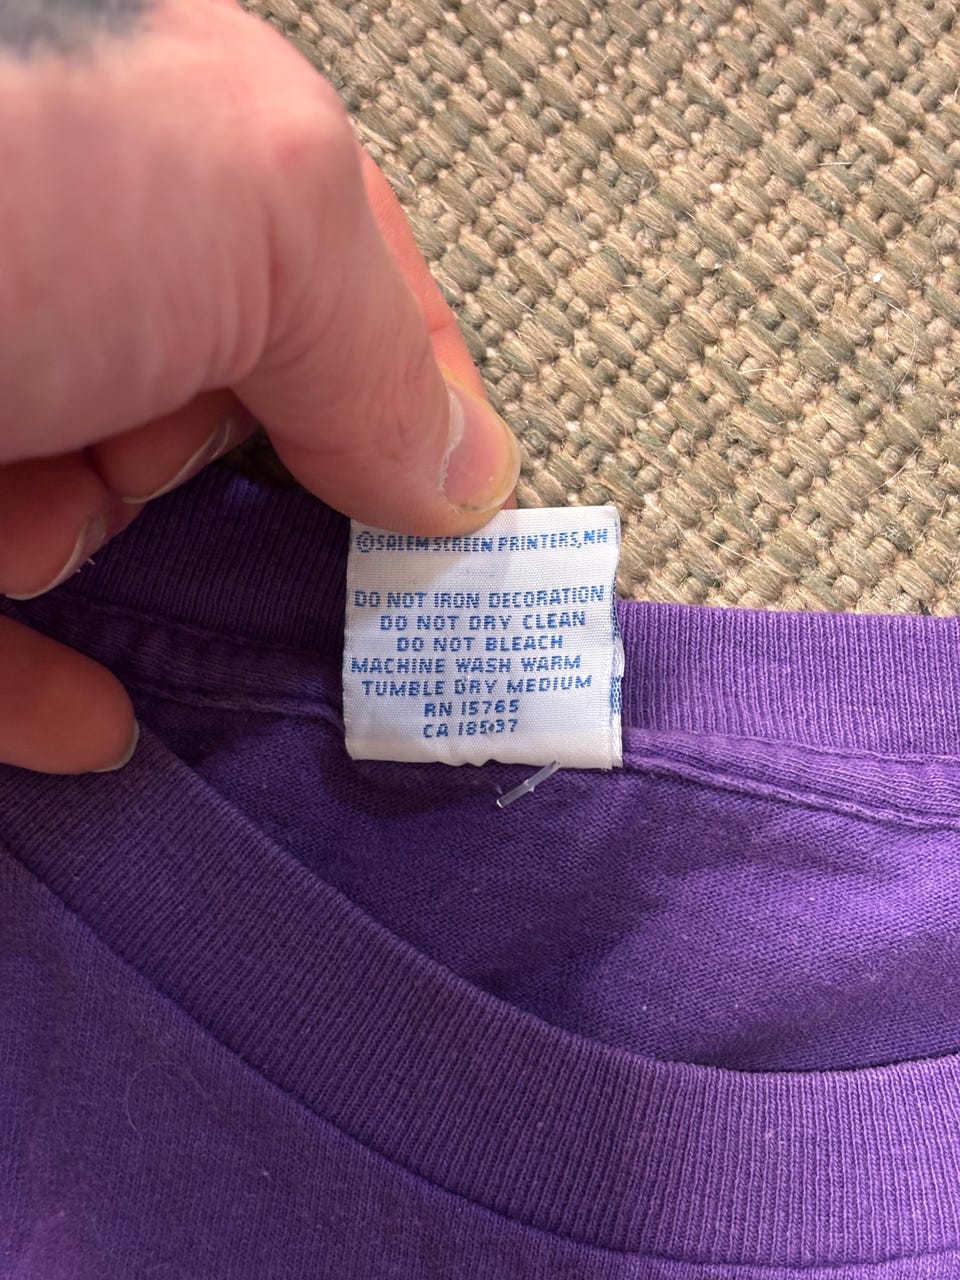 ©SALEM SCREEN PRINTERS, NH
DO NOT IRON DECORATION
DO NOT DRY CLEAN
DO NOT BLEACH
MACHINE WASH WARM
TUMBLE DRY MEDIUM
RN 15765
CA 18537